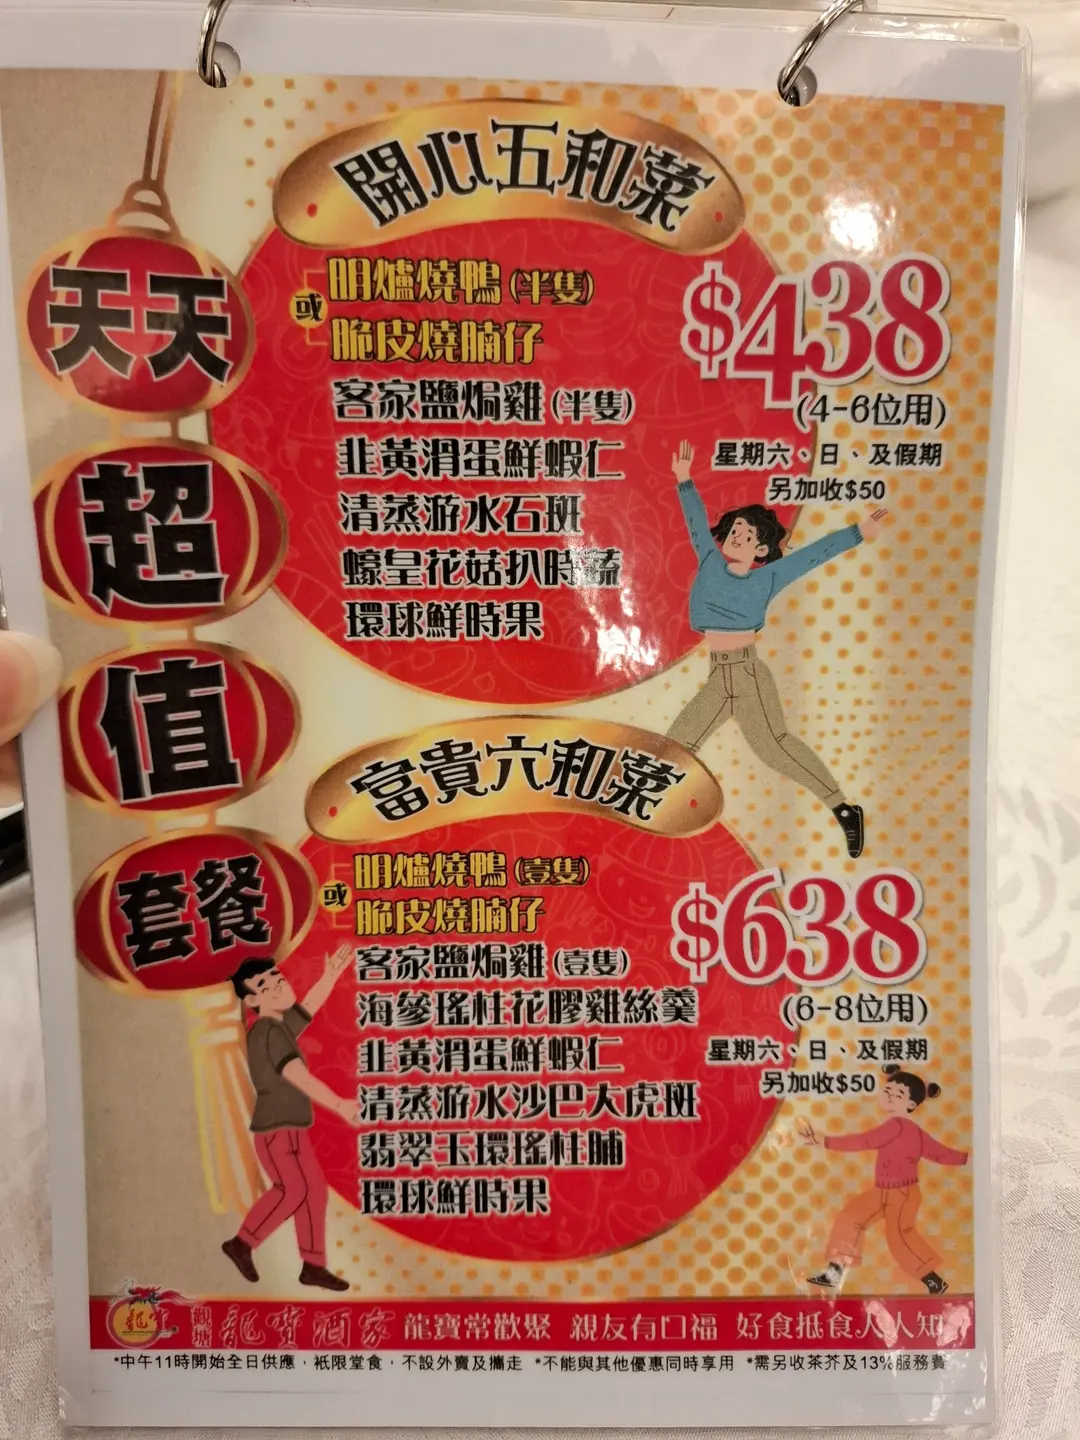 天天
超
值
套餐
開心五和菜
明爐燒鴨(半隻)
或
脆皮燒腩仔
客家鹽焗雞(半隻)
韭黃滑蛋鮮蝦仁
清蒸游水石斑
蠔皇花菇扒時蔬
環球鮮時果
$438
(4-6位用)
星期六、日、及假期
另加收$50
富貴六和菜
明爐燒鴨(壹隻)
或
脆皮燒腩仔
客家鹽焗雞(壹隻)
海參瑤柱花膠雞絲羹
韭黃滑蛋鮮蝦仁
清蒸游水沙巴大虎斑
翡翠玉環瑤柱脯
環球鮮時果
$638
(6-8位用)
星期六、日、及假期
另加收$50
觀塘 龍寶酒家 龍寶常歡聚 親友有口福 好食抵食人人知
*中午11時開始全日供應，衹限堂食，不設外賣及攜走 *不能與其他優惠同時享用 *需另收茶芥及13%服務費